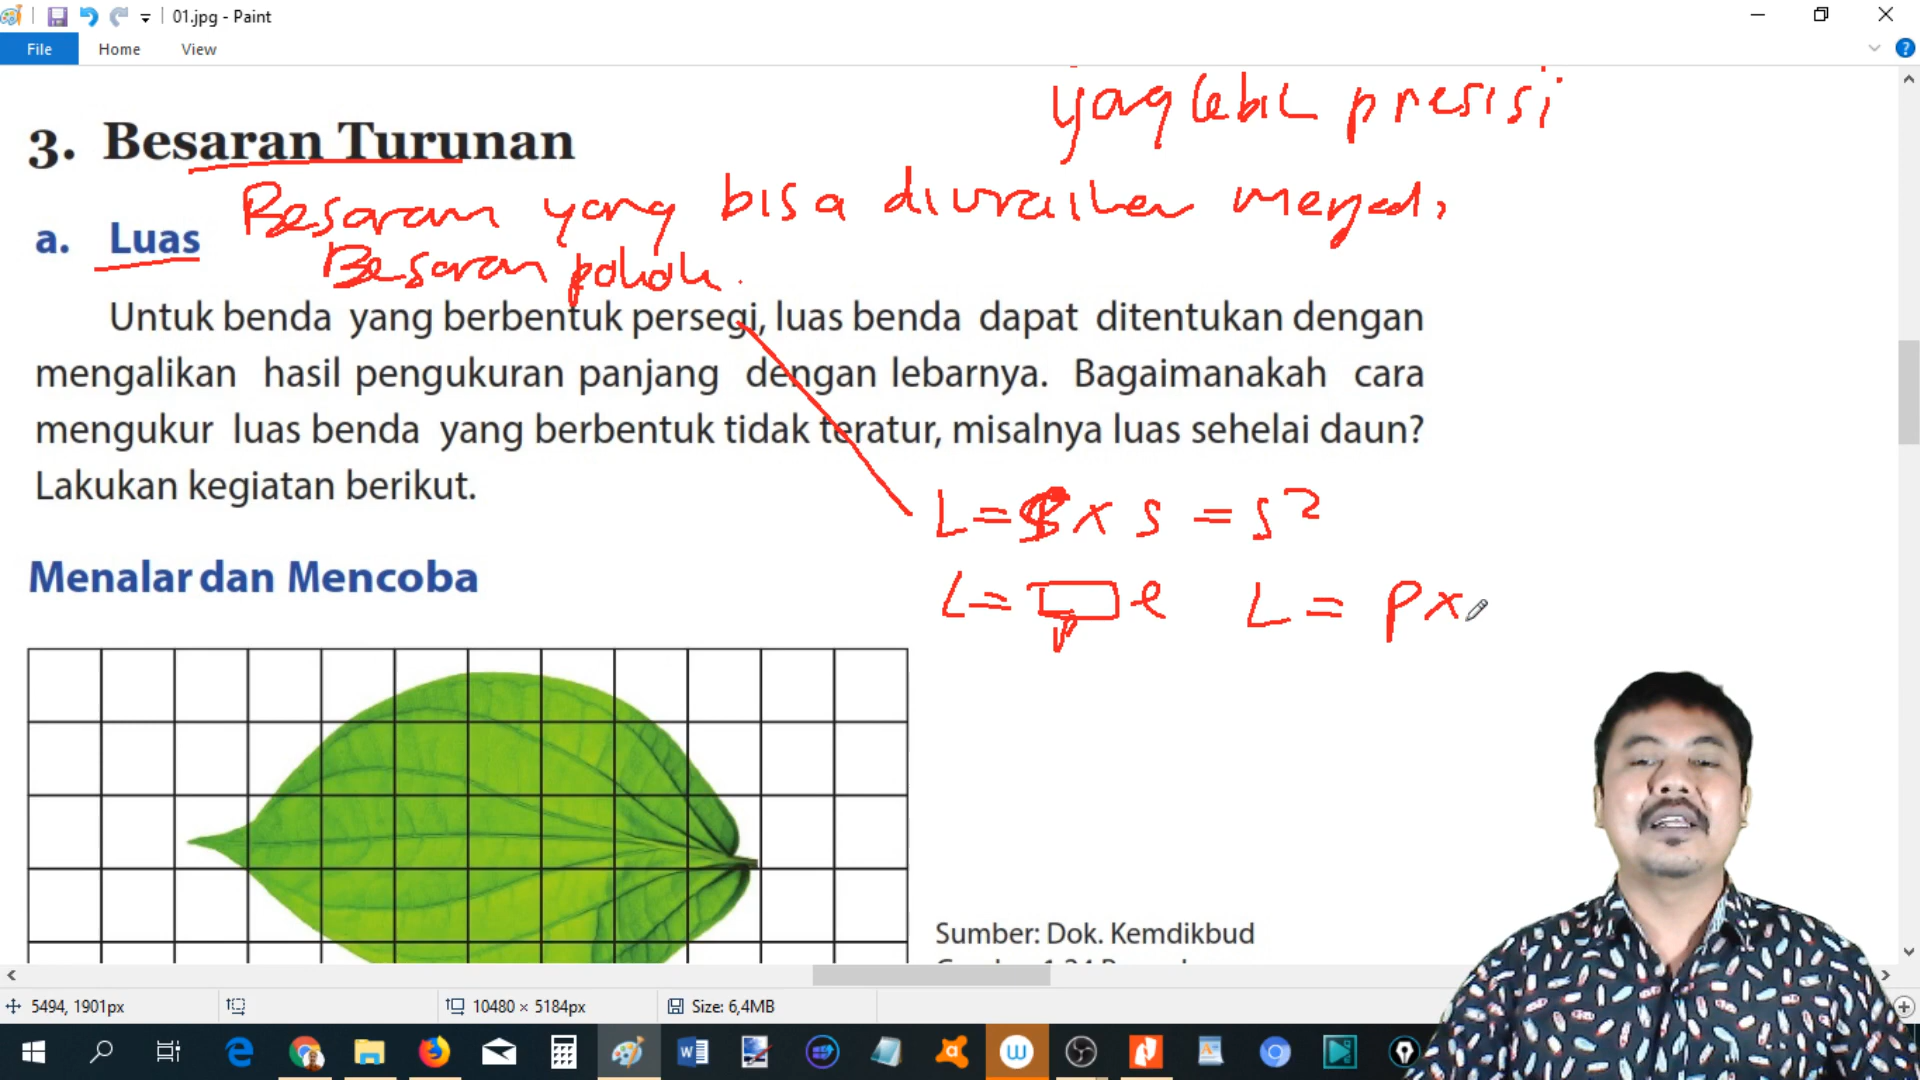 01.jpg - Paint
File Home View
yang lebih presisi
3. Besaran Turunan
Besaran yang bisa diuraikan menjadi
a. Luas
Besaran pokok.
Untuk benda yang berbentuk persegi, luas benda dapat ditentukan dengan
mengalikan hasil pengukuran panjang dengan lebarnya. Bagaimanakah cara
mengukur luas benda yang berbentuk tidak teratur, misalnya luas sehelai daun?
Lakukan kegiatan berikut.
L = s x s = s²
L = p l L = p x
Menalar dan Mencoba
Sumber: Dok. Kemdikbud
5494, 1901px 10480 × 5184px Size: 6,4MB